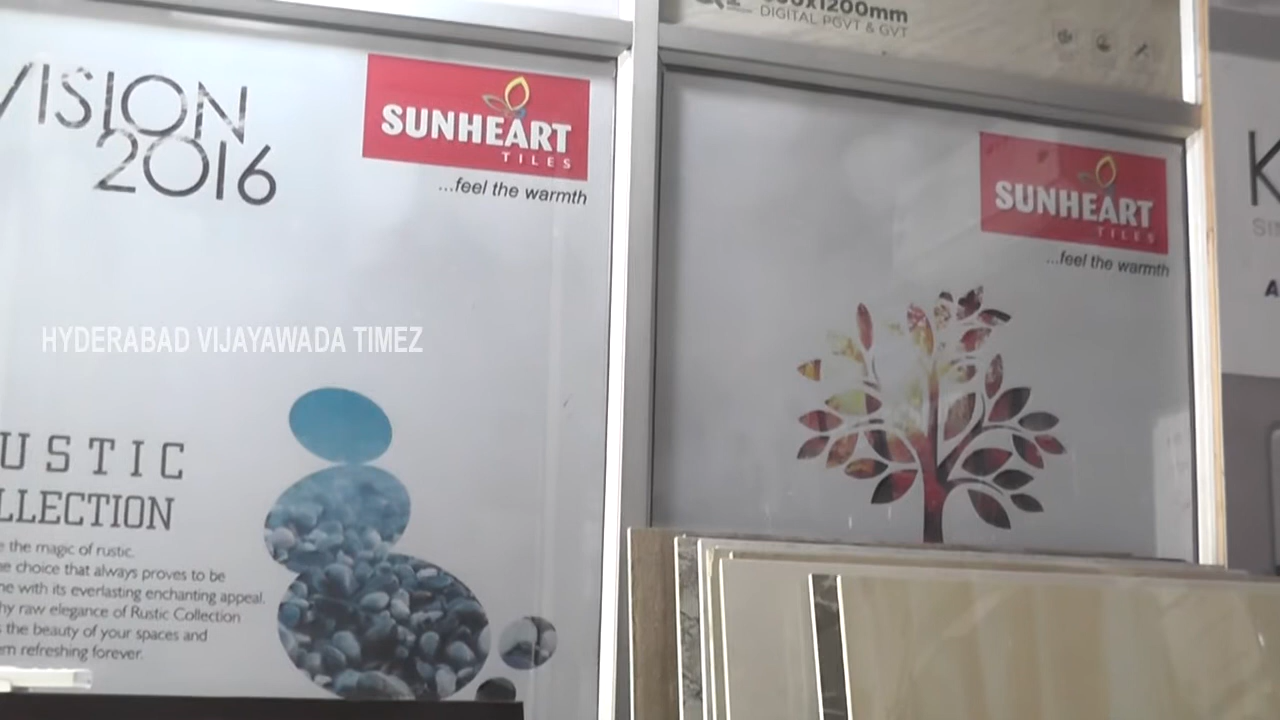 VISION
2016
SUNHEART
TILES
...feel the warmth
HYDERABAD VIJAYAWADA TIMEZ
USTIC
LLECTION
the magic of rustic.
choice that always proves to be
with its everlasting enchanting appeal.
raw elegance of Rustic Collection
the beauty of your spaces and
refreshing forever.
x1200mm
DIGITAL PGVT & GVT
SUNHEART
TILES
...feel the warmth
K
SI
A